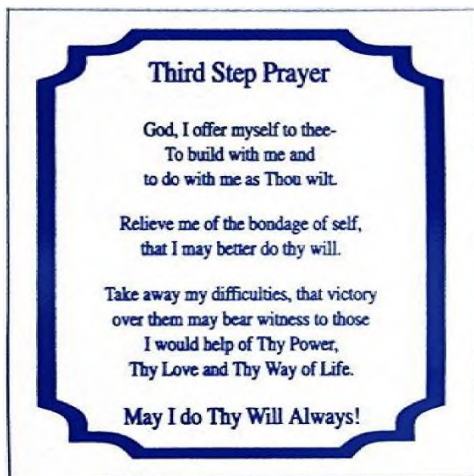 Third Step Prayer
God, I offer myself to thee-
To build with me and
to do with me as Thou wilt.
Relieve me of the bondage of self,
that I may better do thy will.
Take away my difficulties, that victory
over them may bear witness to those
I would help of Thy Power,
Thy Love and Thy Way of Life.
May I do Thy Will Always!